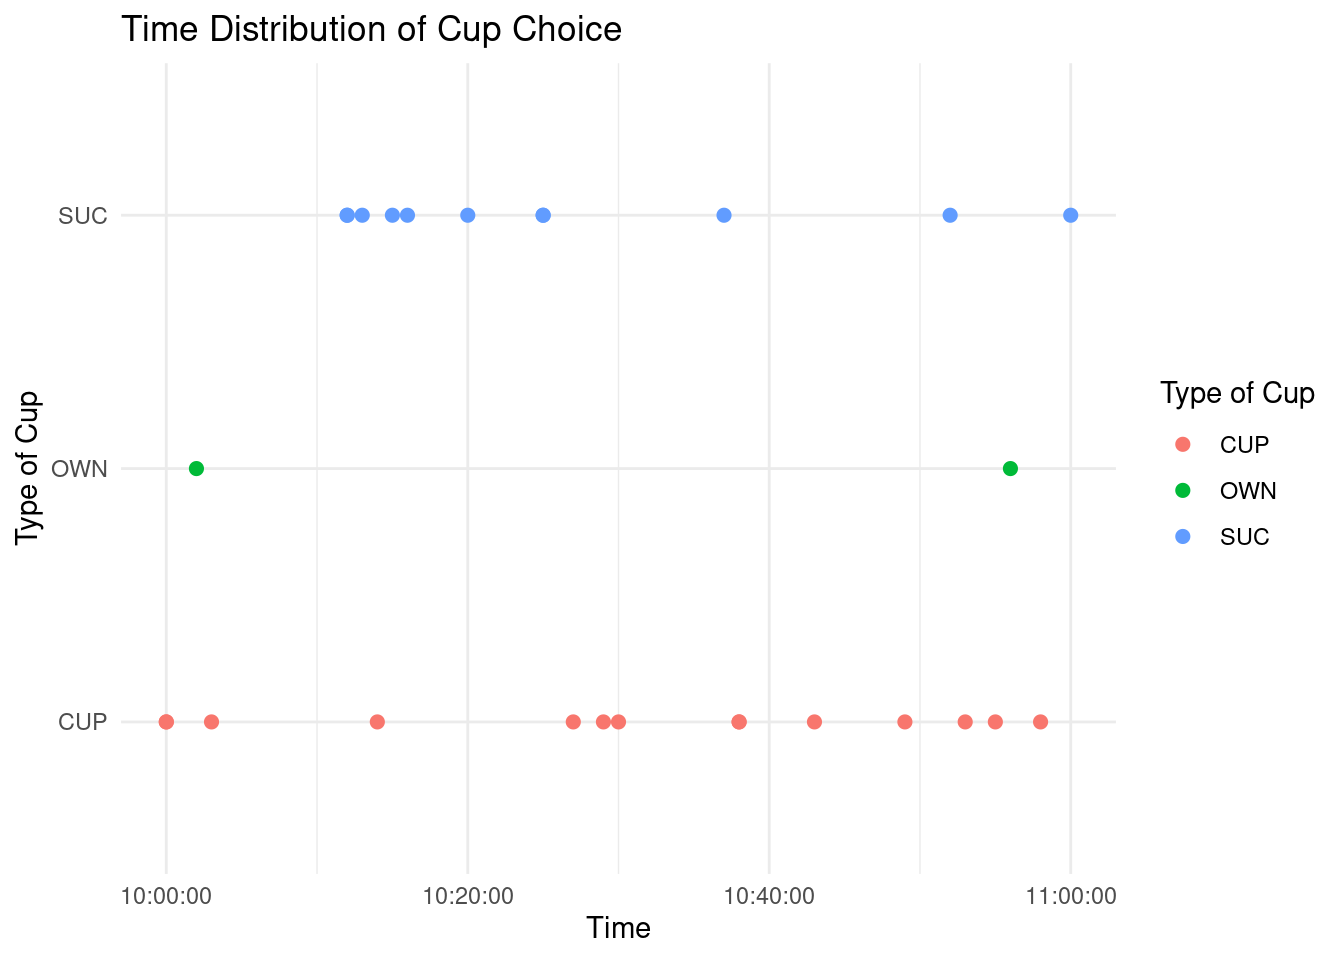 Time Distribution of Cup Choice
SUC
OWN
CUP
Type of Cup
10:00:00
10:20:00
10:40:00
11:00:00
Time
Type of Cup
CUP
OWN
SUC